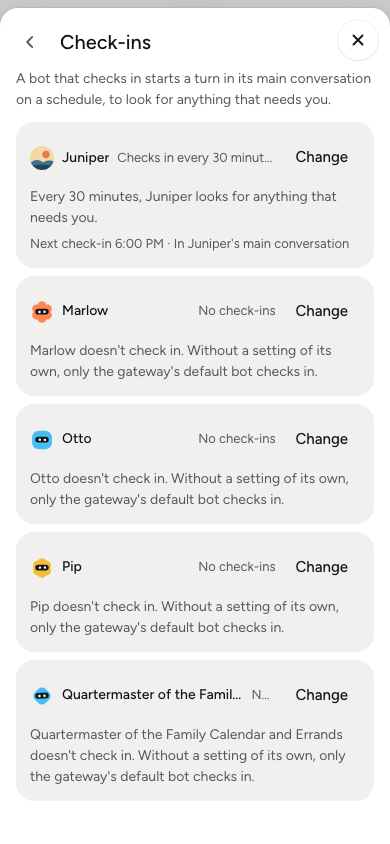 Check-ins
A bot that checks in starts a turn in its main conversation
on a schedule, to look for anything that needs you.
Juniper Checks in every 30 minut... Change
Every 30 minutes, Juniper looks for anything that
needs you.
Next check-in 6:00 PM · In Juniper's main conversation
Marlow No check-ins Change
Marlow doesn't check in. Without a setting of its
own, only the gateway's default bot checks in.
Otto No check-ins Change
Otto doesn't check in. Without a setting of its own,
only the gateway's default bot checks in.
Pip No check-ins Change
Pip doesn't check in. Without a setting of its own,
only the gateway's default bot checks in.
Quartermaster of the Famil... N... Change
Quartermaster of the Family Calendar and Errands
doesn't check in. Without a setting of its own, only
the gateway's default bot checks in.